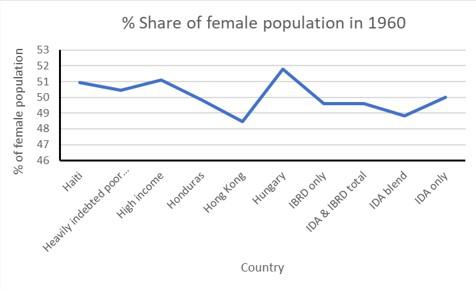 % Share of female population in 1960
% of female population
53
52
51
50
49
48
47
46
Haiti
Heavily indebted poor...
High income
Honduras
Hong Kong
Hungary
IBRD only
IDA & IBRD total
IDA blend
IDA only
Country